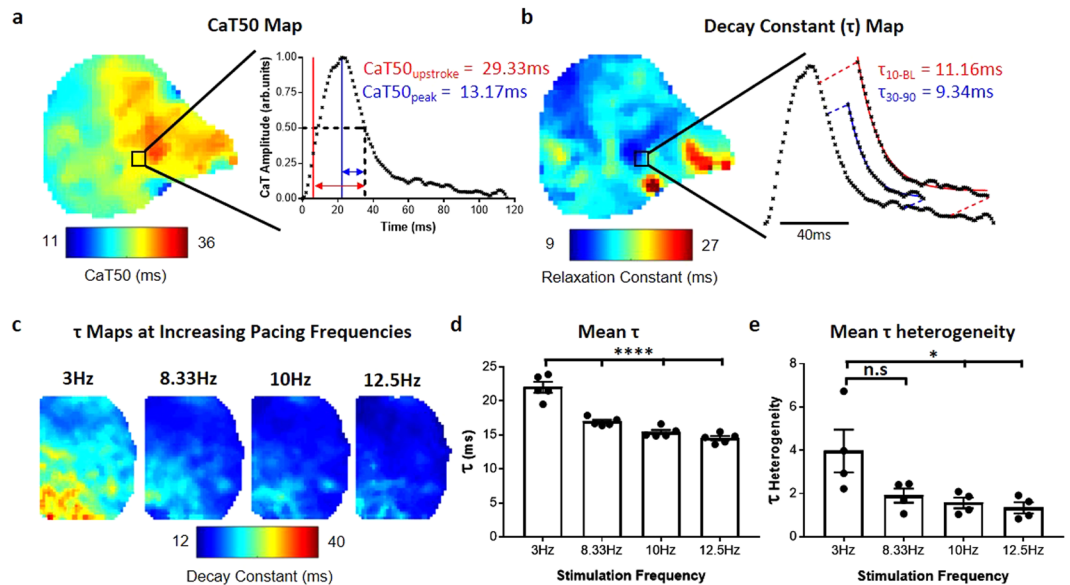 a
CaT50 Map
CaT Amplitude (arb.units)
1.00
0.75
0.50
0.25
0.00
0 20 40 60 80 100 120
Time (ms)
CaT50upstroke = 29.33ms
CaT50peak = 13.17ms
11 36
CaT50 (ms)
b
Decay Constant (τ) Map
τ10-BL = 11.16ms
τ30-90 = 9.34ms
40ms
9 27
Relaxation Constant (ms)
c
τ Maps at Increasing Pacing Frequencies
3Hz 8.33Hz 10Hz 12.5Hz
12 40
Decay Constant (ms)
d
Mean τ
****
τ (ms)
25
20
15
10
5
0
3Hz 8.33Hz 10Hz 12.5Hz
Stimulation Frequency
e
Mean τ heterogeneity
*
n.s
τ Heterogeneity
8
6
4
2
0
3Hz 8.33Hz 10Hz 12.5Hz
Stimulation Frequency